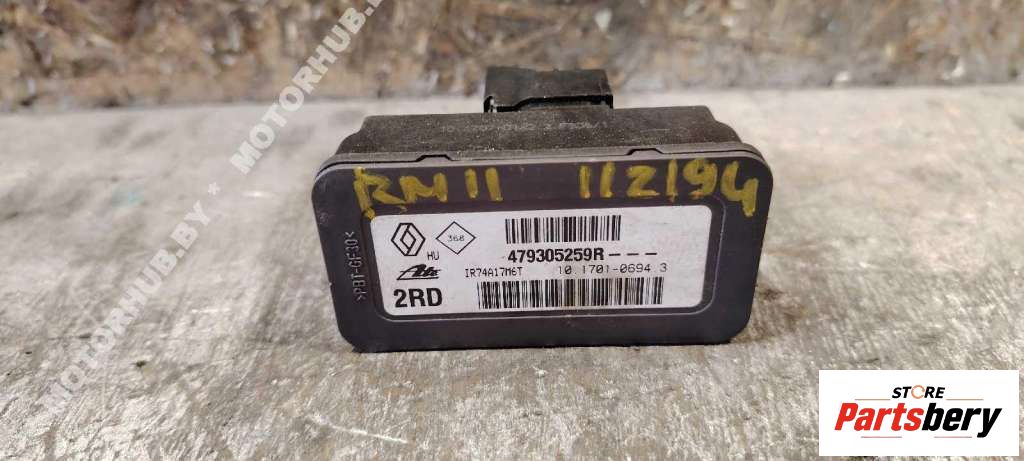 MOTORHUB.BY * MOTORHUB.BY
RM11 112194
368
HU
479305259R---
Ate
IR74A17M6T 10.1701-0694.3
2RD
>PBT-GF30<
STORE
Partsbery